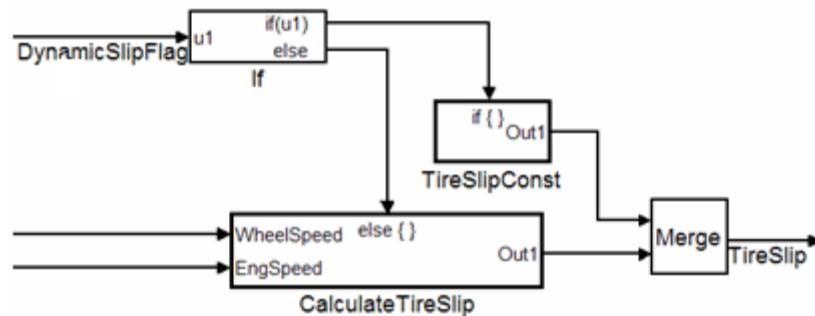 if(u1)
u1
else
DynamicSlipFlag
If
if { }
Out1
TireSlipConst
WheelSpeed
else { }
Out1
EngSpeed
Merge
TireSlip
CalculateTireSlip